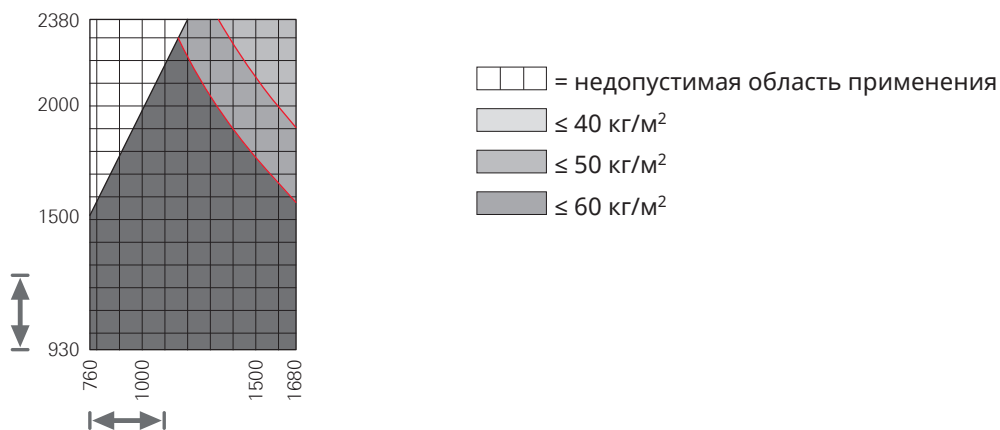 2380
2000
1500
930
760
1000
1500
1680
= недопустимая область применения
≤ 40 кг/м²
≤ 50 кг/м²
≤ 60 кг/м²